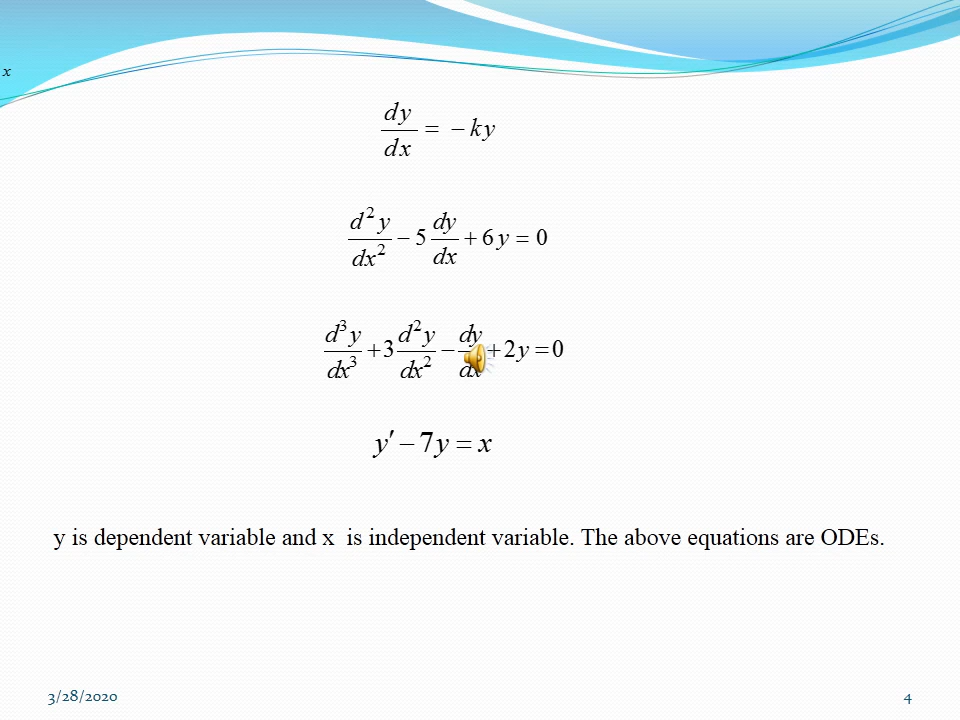 x
dy/dx = − ky
d²y/dx² − 5 dy/dx + 6y = 0
d³y/dx³ + 3 d²y/dx² − dy/dx + 2y = 0
y′ − 7y = x
y is dependent variable and x is independent variable. The above equations are ODEs.
3/28/2020 4